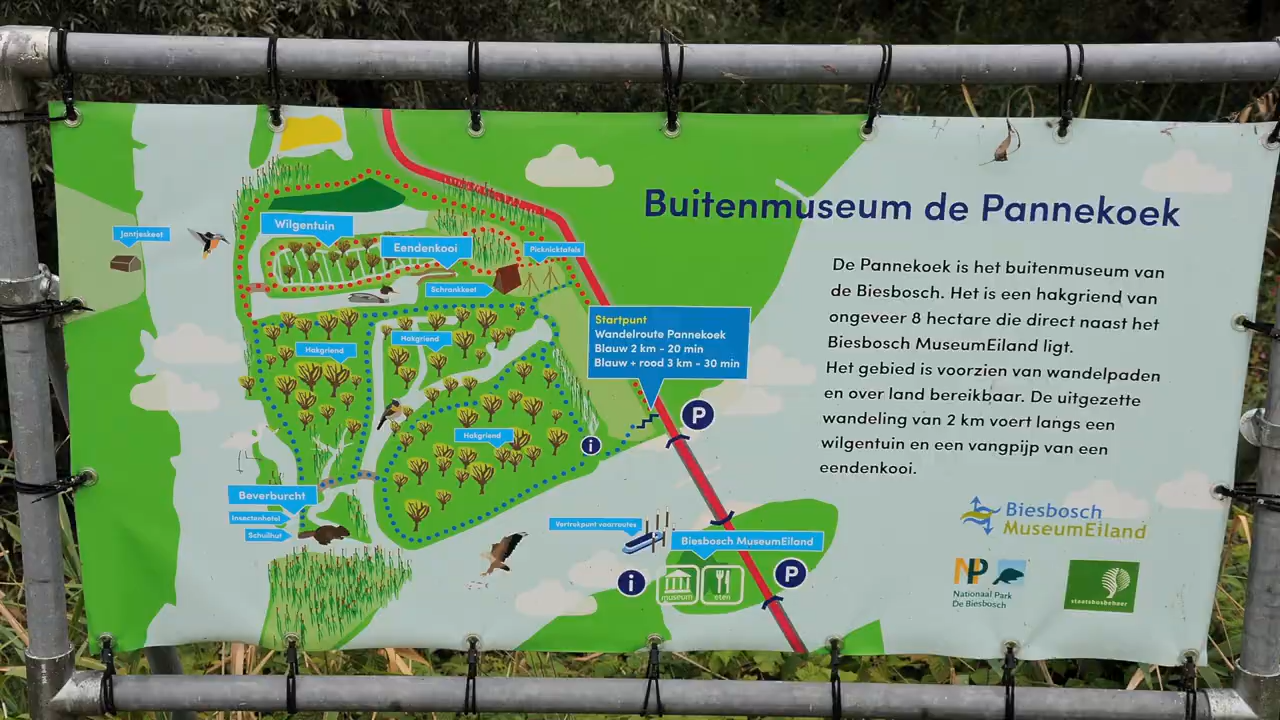 Buitenmuseum de Pannekoek
De Pannekoek is het buitenmuseum van
de Biesbosch. Het is een hakgriend van
ongeveer 8 hectare die direct naast het
Biesbosch MuseumEiland ligt.
Het gebied is voorzien van wandelpaden
en over land bereikbaar. De uitgezette
wandeling van 2 km voert langs een
wilgentuin en een vangpijp van een
eendenkooi.
Jantjeskeet
Wilgentuin
Eendenkooi
Picknicktafels
Schrankkeet
Startpunt
Wandelroute Pannekoek
Blauw 2 km - 20 min
Blauw + rood 3 km - 30 min
P
Hakgriend
Hakgriend
Hakgriend
i
Beverburcht
Insectenhotel
Schuilhut
Vertrekpunt vaarroutes
Biesbosch MuseumEiland
i
museum
eten
P
Biesbosch
MuseumEiland
NP
Nationaal Park
De Biesbosch
staatsbosbeheer